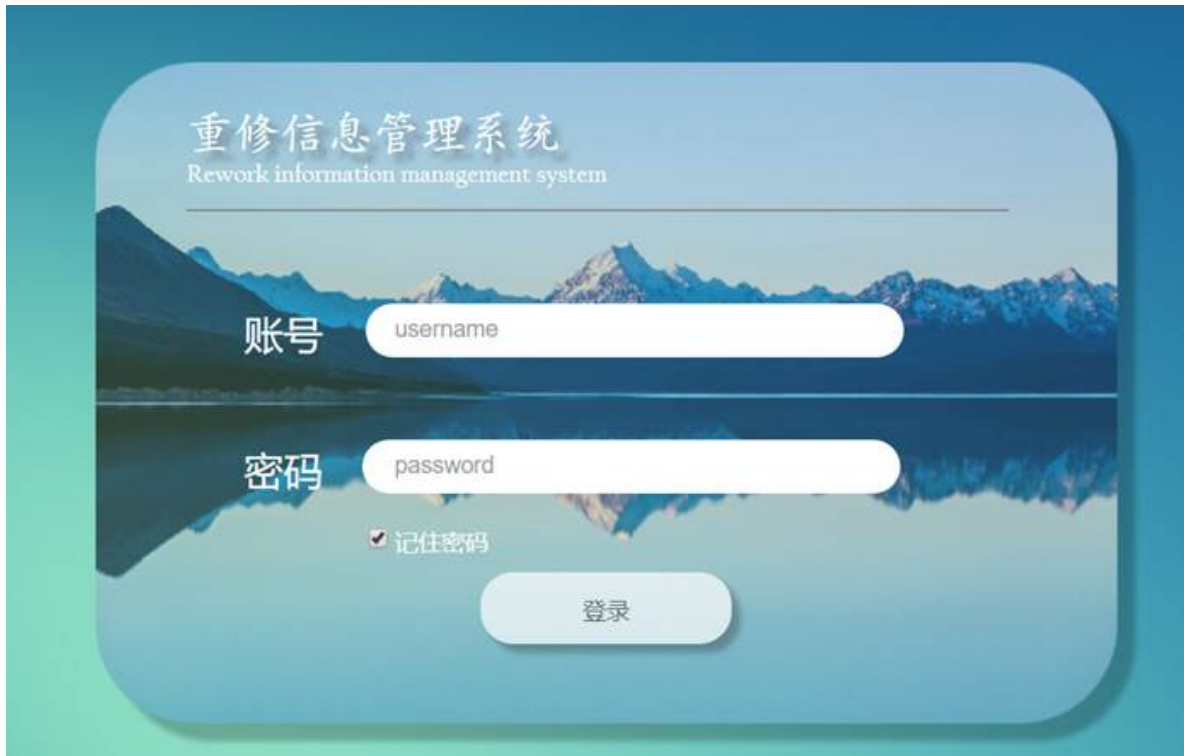 重修信息管理系统
Rework information management system
账号 username
密码 password
记住密码
登录